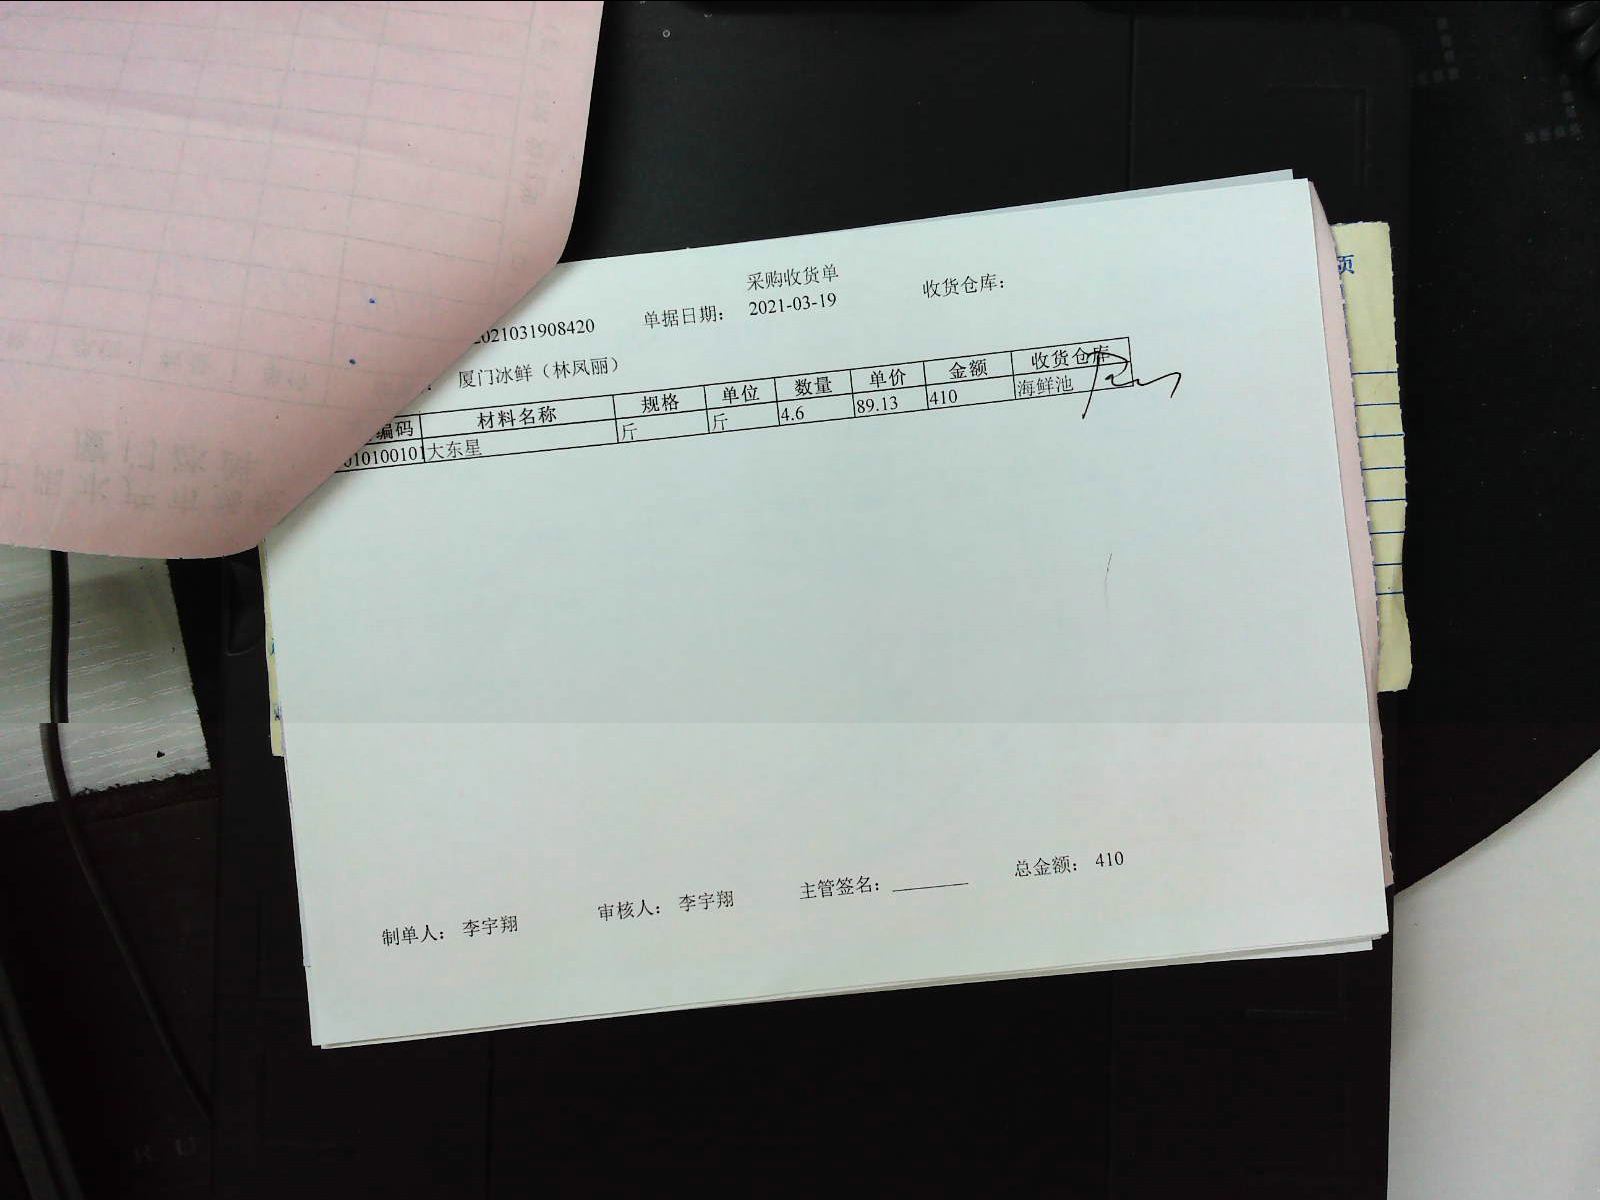 采购收货单
2021031908420 单据日期： 2021-03-19 收货仓库：
： 厦门冰鲜（林凤丽）
编码 材料名称 规格 单位 数量 单价 金额 收货仓库
010100101 大东星 斤 斤 4.6 89.13 410 海鲜池
制单人： 李宇翔 审核人： 李宇翔 主管签名： 总金额： 410
页